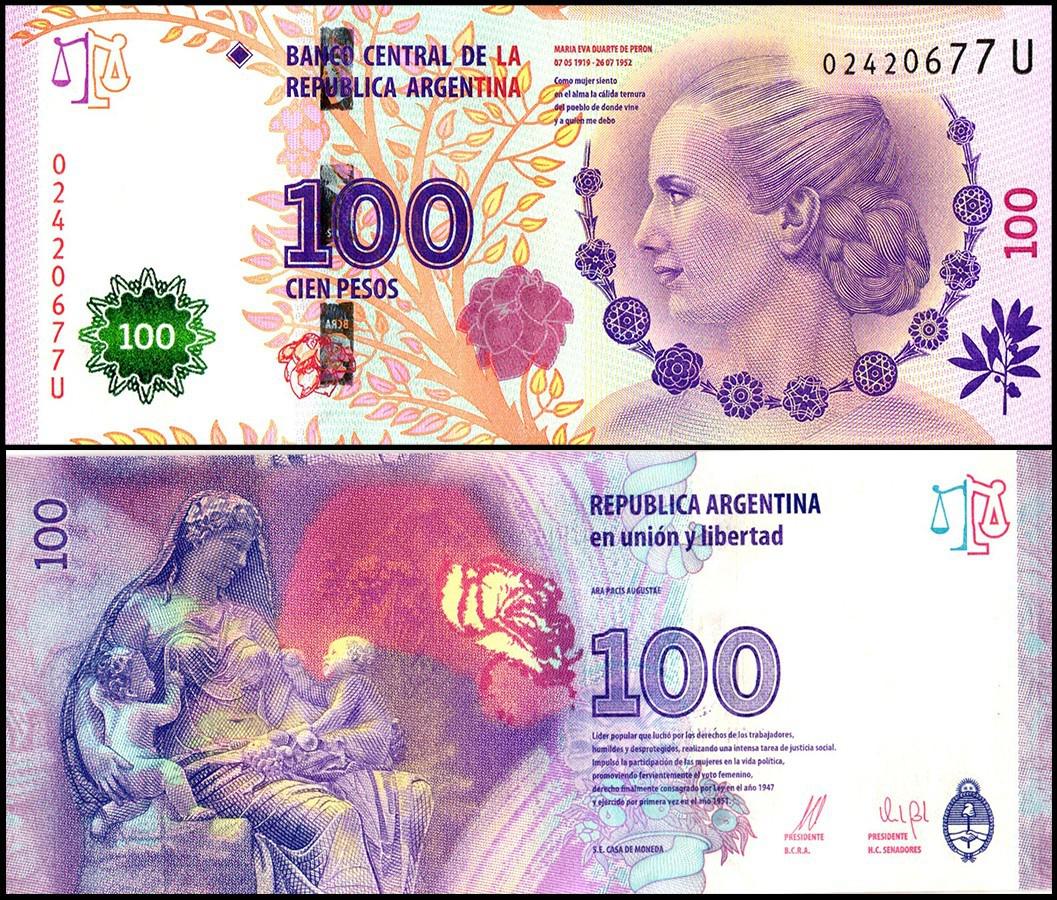 BANCO CENTRAL DE LA
REPÚBLICA ARGENTINA
MARIA EVA DUARTE DE PERON
07 05 1919 - 26 07 1952
Como mujer siento
en el alma la cálida ternura
del pueblo de donde vine
y a quien me debo
02420677 U
02420677U
100
CIEN PESOS
100
100
BCRA
100
REPUBLICA ARGENTINA
en unión y libertad
ARA PACIS AUGUSTAE
100
Líder popular que luchó por los derechos de los trabajadores,
humildes y desprotegidos, realizando una intensa tarea de justicia social.
Impulsó la participación de las mujeres en la vida política,
promoviendo fervientemente el voto femenino,
derecho finalmente consagrado por Ley en el año 1947
y ejercido por primera vez en el año 1951.
S.E. CASA DE MONEDA
PRESIDENTE
B.C.R.A.
PRESIDENTE
H.C. SENADORES